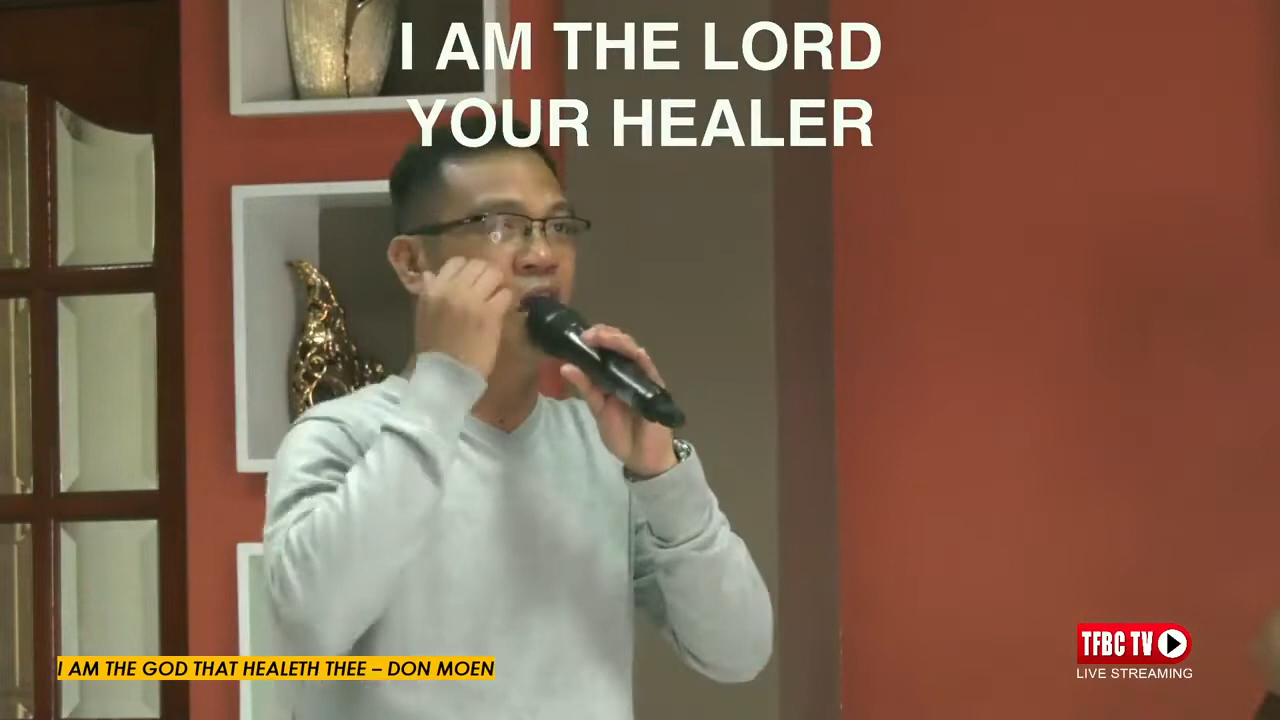 I AM THE LORD
YOUR HEALER
I AM THE GOD THAT HEALETH THEE – DON MOEN
TFBC TV
LIVE STREAMING